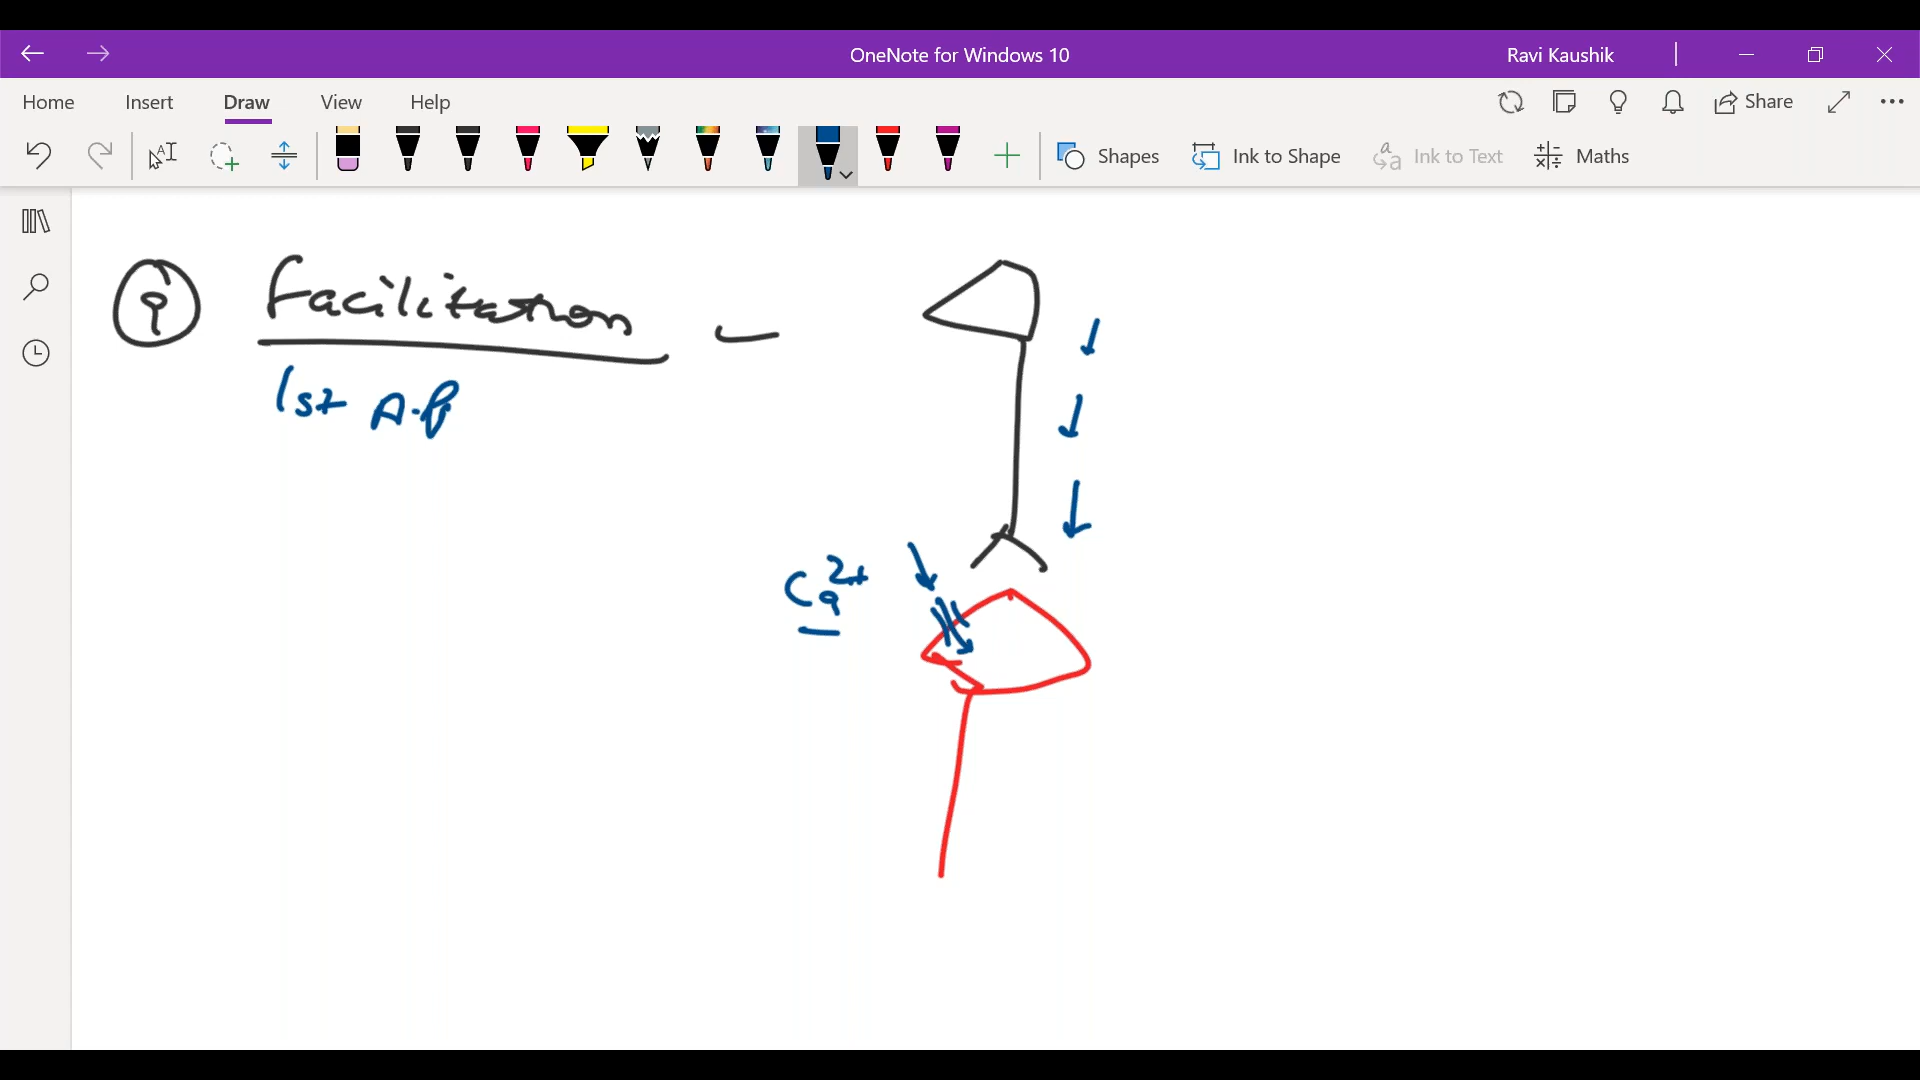 OneNote for Windows 10
Ravi Kaushik
Home Insert Draw View Help
Share
Shapes Ink to Shape Ink to Text Maths
9 facilitation –
1st A.P
Ca2+